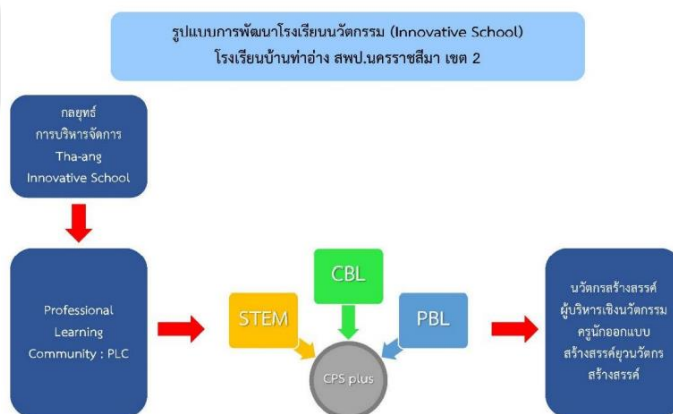 รูปแบบการพัฒนาโรงเรียนนวัตกรรม (Innovative School)
โรงเรียนบ้านท่าอ่าง สพป.นครราชสีมา เขต 2
กลยุทธ์
การบริหารจัดการ
Tha-ang
Innovative School
Professional
Learning
Community : PLC
CBL
STEM
PBL
CPS plus
นวัตกรสร้างสรรค์
ผู้บริหารเชิงนวัตกรรม
ครูนักออกแบบ
สร้างสรรค์ยุวนวัตกร
สร้างสรรค์